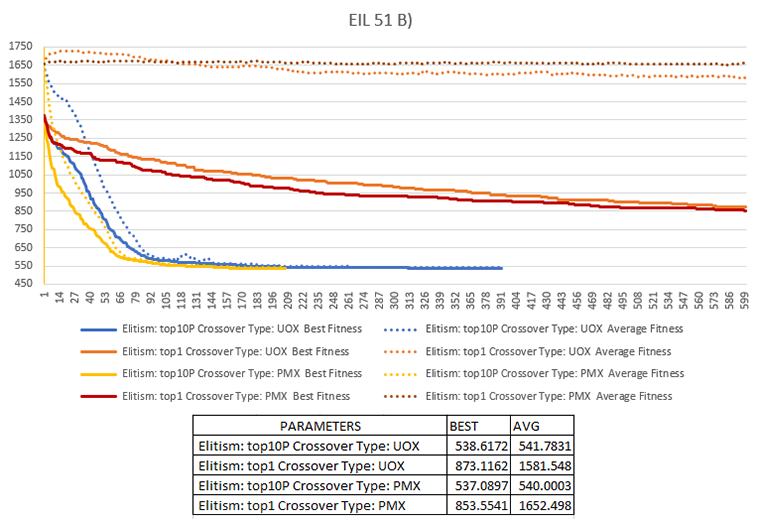 EIL 51 B)
1750
1650
1550
1450
1350
1250
1150
1050
950
850
750
650
550
450
1 14 27 40 53 66 79 92 105 118 131 144 157 170 183 196 209 222 235 248 261 274 287 300 313 326 339 352 365 378 391 404 417 430 443 456 469 482 495 508 521 534 547 560 573 586 599
Elitism: top10P Crossover Type: UOX Best Fitness
Elitism: top10P Crossover Type: UOX Average Fitness
Elitism: top1 Crossover Type: UOX Best Fitness
Elitism: top1 Crossover Type: UOX Average Fitness
Elitism: top10P Crossover Type: PMX Best Fitness
Elitism: top10P Crossover Type: PMX Average Fitness
Elitism: top1 Crossover Type: PMX Best Fitness
Elitism: top1 Crossover Type: PMX Average Fitness
PARAMETERS BEST AVG
Elitism: top10P Crossover Type: UOX 538.6172 541.7831
Elitism: top1 Crossover Type: UOX 873.1162 1581.548
Elitism: top10P Crossover Type: PMX 537.0897 540.0003
Elitism: top1 Crossover Type: PMX 853.5541 1652.498